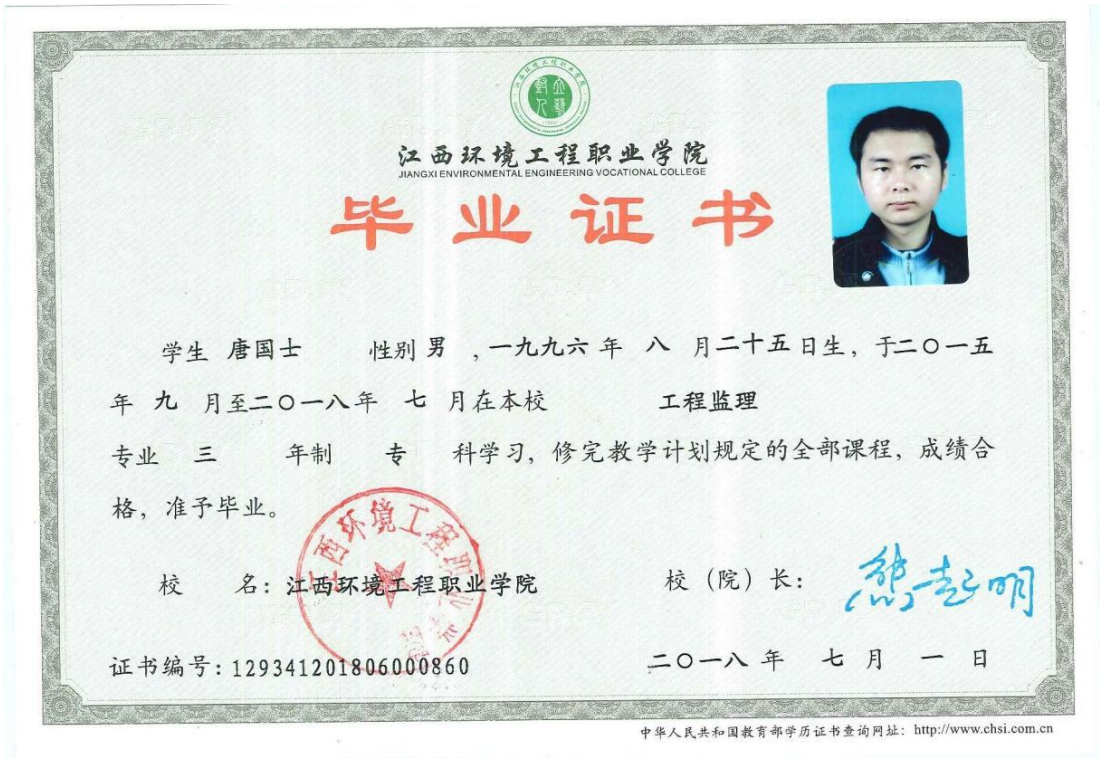 江西环境工程职业学院
JIANGXI ENVIRONMENTAL ENGINEERING VOCATIONAL COLLEGE
毕业证书
学生 唐国士 性别 男 ，一九九六 年 八 月二十五日生，于二〇一五
年 九 月至二〇一八年 七 月在本校 工程监理
专业 三 年制 专 科学习，修完教学计划规定的全部课程，成绩合
格，准予毕业。
校 名：江西环境工程职业学院 校（院）长：
证书编号：129341201806000860 二〇一八年 七 月 一 日
中华人民共和国教育部学历证书查询网址：http://www.chsi.com.cn